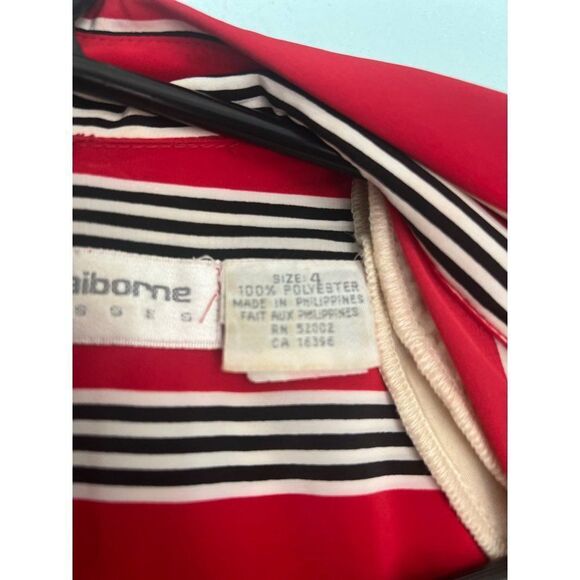 aiborne
SSES
SIZE: 4
100% POLYESTER
MADE IN PHILIPPINES
FAIT AUX PHILIPPINES
RN 52002
CA 16396